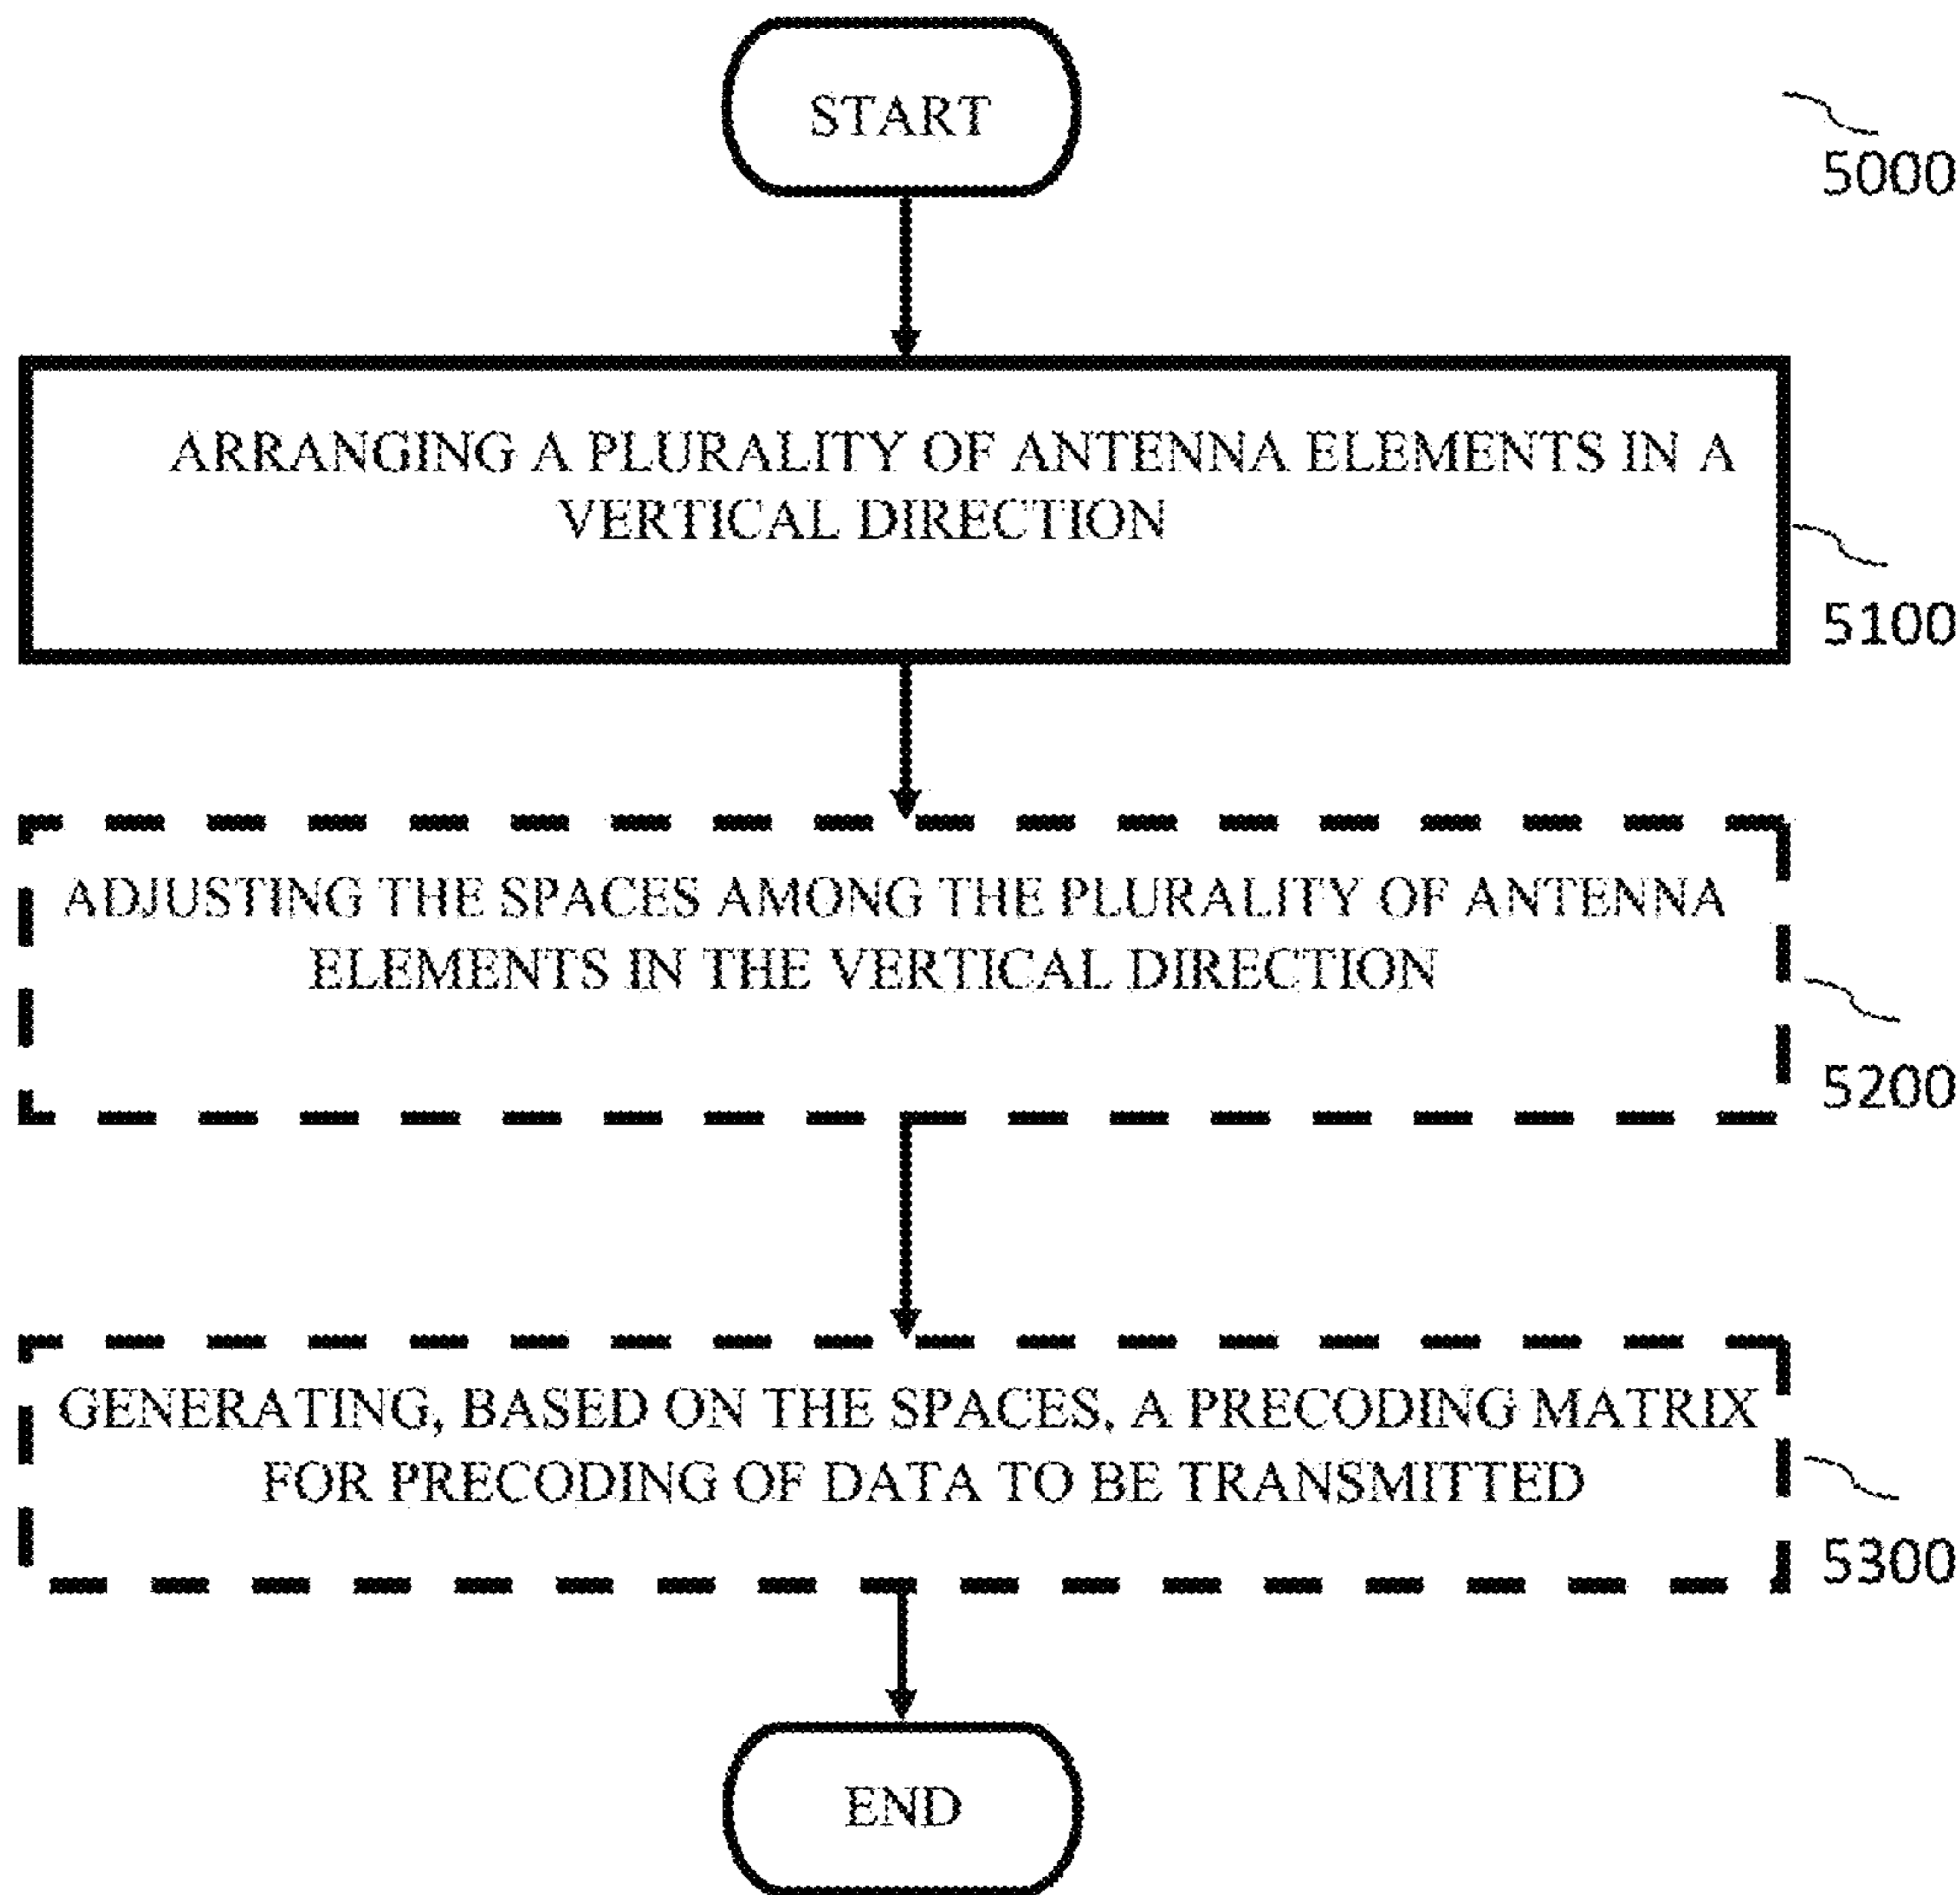 START
5000
ARRANGING A PLURALITY OF ANTENNA ELEMENTS IN A
VERTICAL DIRECTION
5100
ADJUSTING THE SPACES AMONG THE PLURALITY OF ANTENNA
ELEMENTS IN THE VERTICAL DIRECTION
5200
GENERATING, BASED ON THE SPACES, A PRECODING MATRIX
FOR PRECODING OF DATA TO BE TRANSMITTED
5300
END